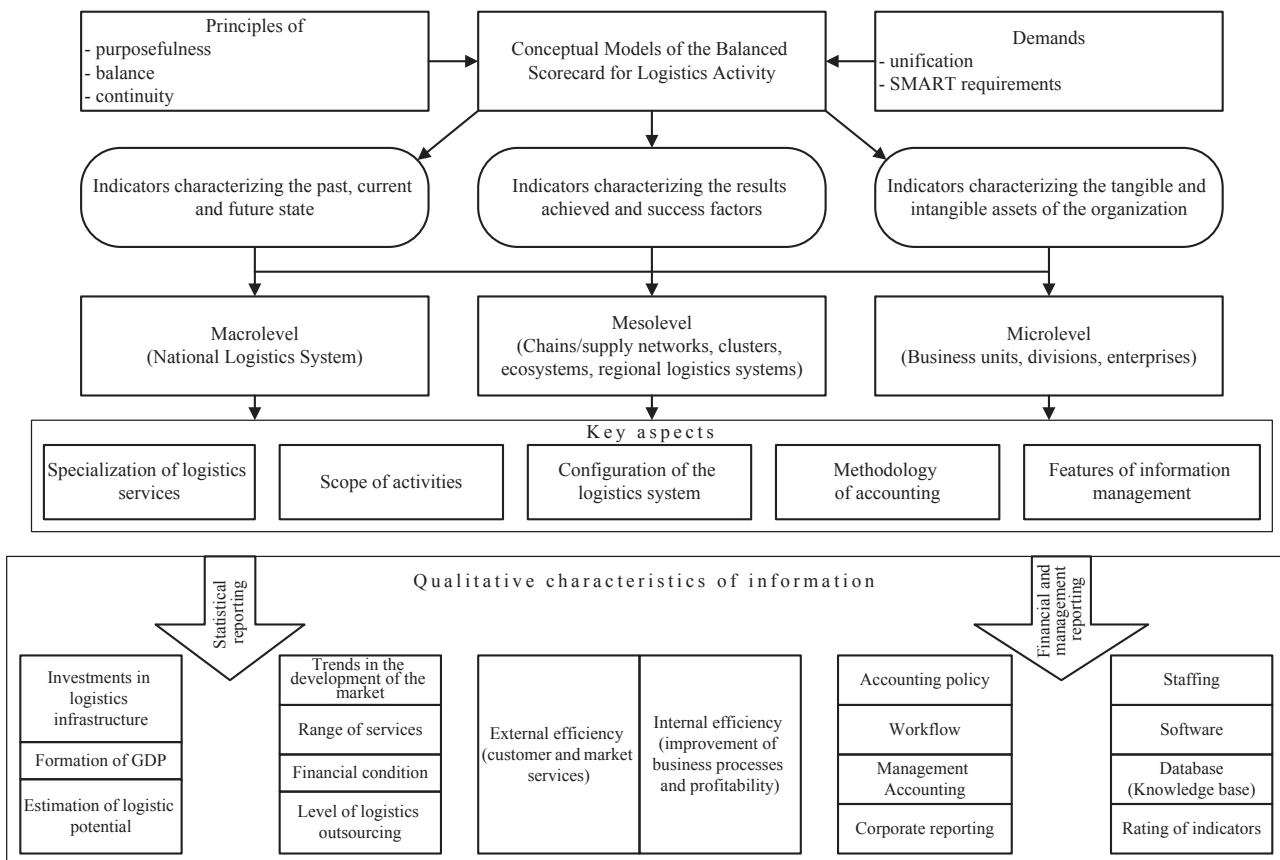 Principles of
- purposefulness
- balance
- continuity
Conceptual Models of the Balanced
Scorecard for Logistics Activity
Demands
- unification
- SMART requirements
Indicators characterizing the past, current
and future state
Indicators characterizing the results
achieved and success factors
Indicators characterizing the tangible and
intangible assets of the organization
Macrolevel
(National Logistics System)
Mesolevel
(Chains/supply networks, clusters,
ecosystems, regional logistics systems)
Microlevel
(Business units, divisions, enterprises)
Key aspects
Specialization of logistics
services
Scope of activities
Configuration of the
logistics system
Methodology
of accounting
Features of information
management
Qualitative characteristics of information
Statistical
reporting
Financial and
management
reporting
Investments in
logistics
infrastructure
Formation of GDP
Estimation of logistic
potential
Trends in the
development of the
market
Range of services
Financial condition
Level of logistics
outsourcing
External efficiency
(customer and market
services)
Internal efficiency
(improvement of
business processes
and profitability)
Accounting policy
Workflow
Management
Accounting
Corporate reporting
Staffing
Software
Database
(Knowledge base)
Rating of indicators